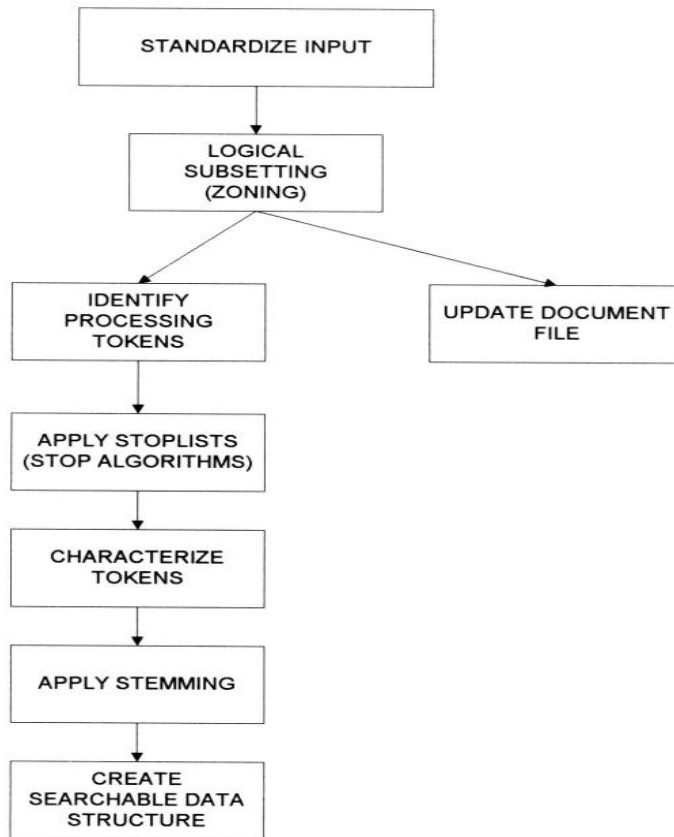 STANDARDIZE INPUT
LOGICAL
SUBSETTING
(ZONING)
IDENTIFY
PROCESSING
TOKENS
UPDATE DOCUMENT
FILE
APPLY STOPLISTS
(STOP ALGORITHMS)
CHARACTERIZE
TOKENS
APPLY STEMMING
CREATE
SEARCHABLE DATA
STRUCTURE